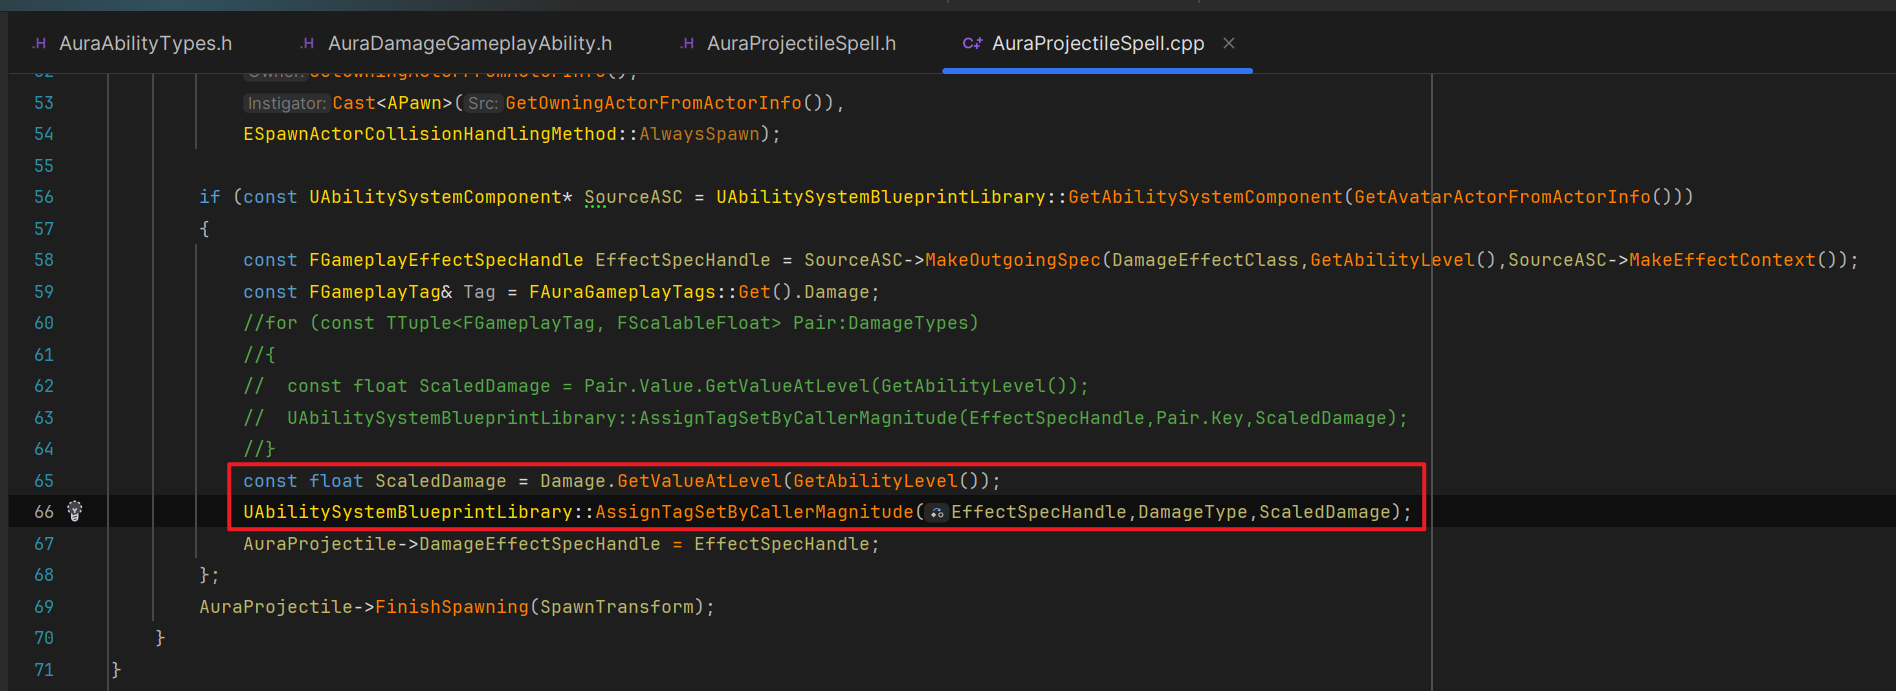 .H AuraAbilityTypes.h .H AuraDamageGameplayAbility.h .H AuraProjectileSpell.h C++ AuraProjectileSpell.cpp ×
52 Owner: GetOwningActorFromActorInfo(),
53 Instigator: Cast<APawn>( Src: GetOwningActorFromActorInfo()),
54 ESpawnActorCollisionHandlingMethod::AlwaysSpawn);
55
56 if (const UAbilitySystemComponent* SourceASC = UAbilitySystemBlueprintLibrary::GetAbilitySystemComponent(GetAvatarActorFromActorInfo()))
57 {
58 const FGameplayEffectSpecHandle EffectSpecHandle = SourceASC->MakeOutgoingSpec(DamageEffectClass,GetAbilityLevel(),SourceASC->MakeEffectContext());
59 const FGameplayTag& Tag = FAuraGameplayTags::Get().Damage;
60 //for (const TTuple<FGameplayTag, FScalableFloat> Pair:DamageTypes)
61 //{
62 // const float ScaledDamage = Pair.Value.GetValueAtLevel(GetAbilityLevel());
63 // UAbilitySystemBlueprintLibrary::AssignTagSetByCallerMagnitude(EffectSpecHandle,Pair.Key,ScaledDamage);
64 //}
65 const float ScaledDamage = Damage.GetValueAtLevel(GetAbilityLevel());
66 UAbilitySystemBlueprintLibrary::AssignTagSetByCallerMagnitude(EffectSpecHandle,DamageType,ScaledDamage);
67 AuraProjectile->DamageEffectSpecHandle = EffectSpecHandle;
68 };
69 AuraProjectile->FinishSpawning(SpawnTransform);
70 }
71 }